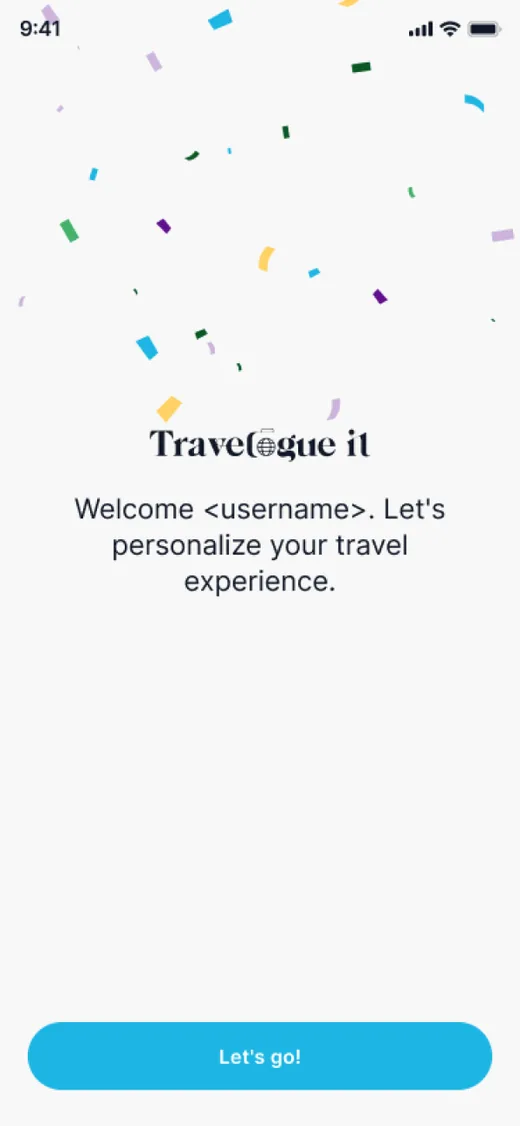 9:41
Travelogue it
Welcome <username>. Let's
personalize your travel
experience.
Let's go!